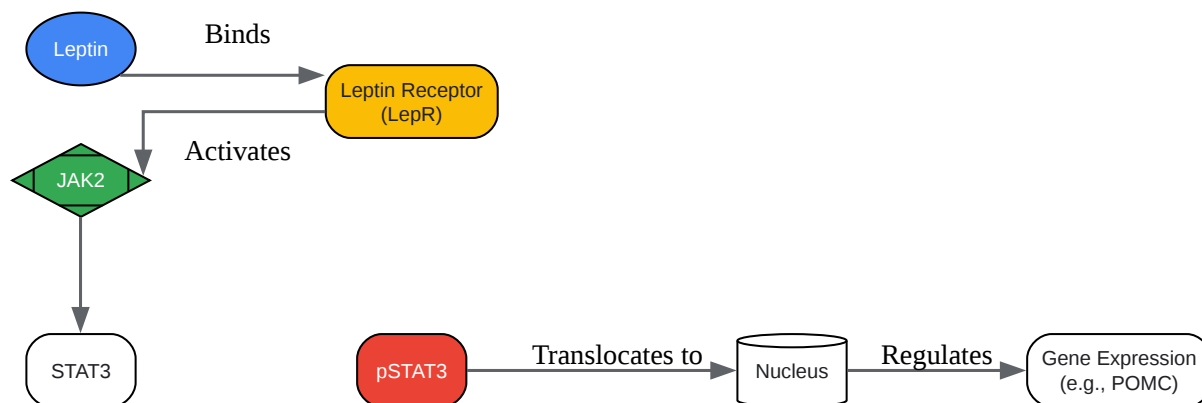 Leptin
Binds
Leptin Receptor
(LepR)
Activates
JAK2
STAT3
pSTAT3
Translocates to
Nucleus
Regulates
Gene Expression
(e.g., POMC)